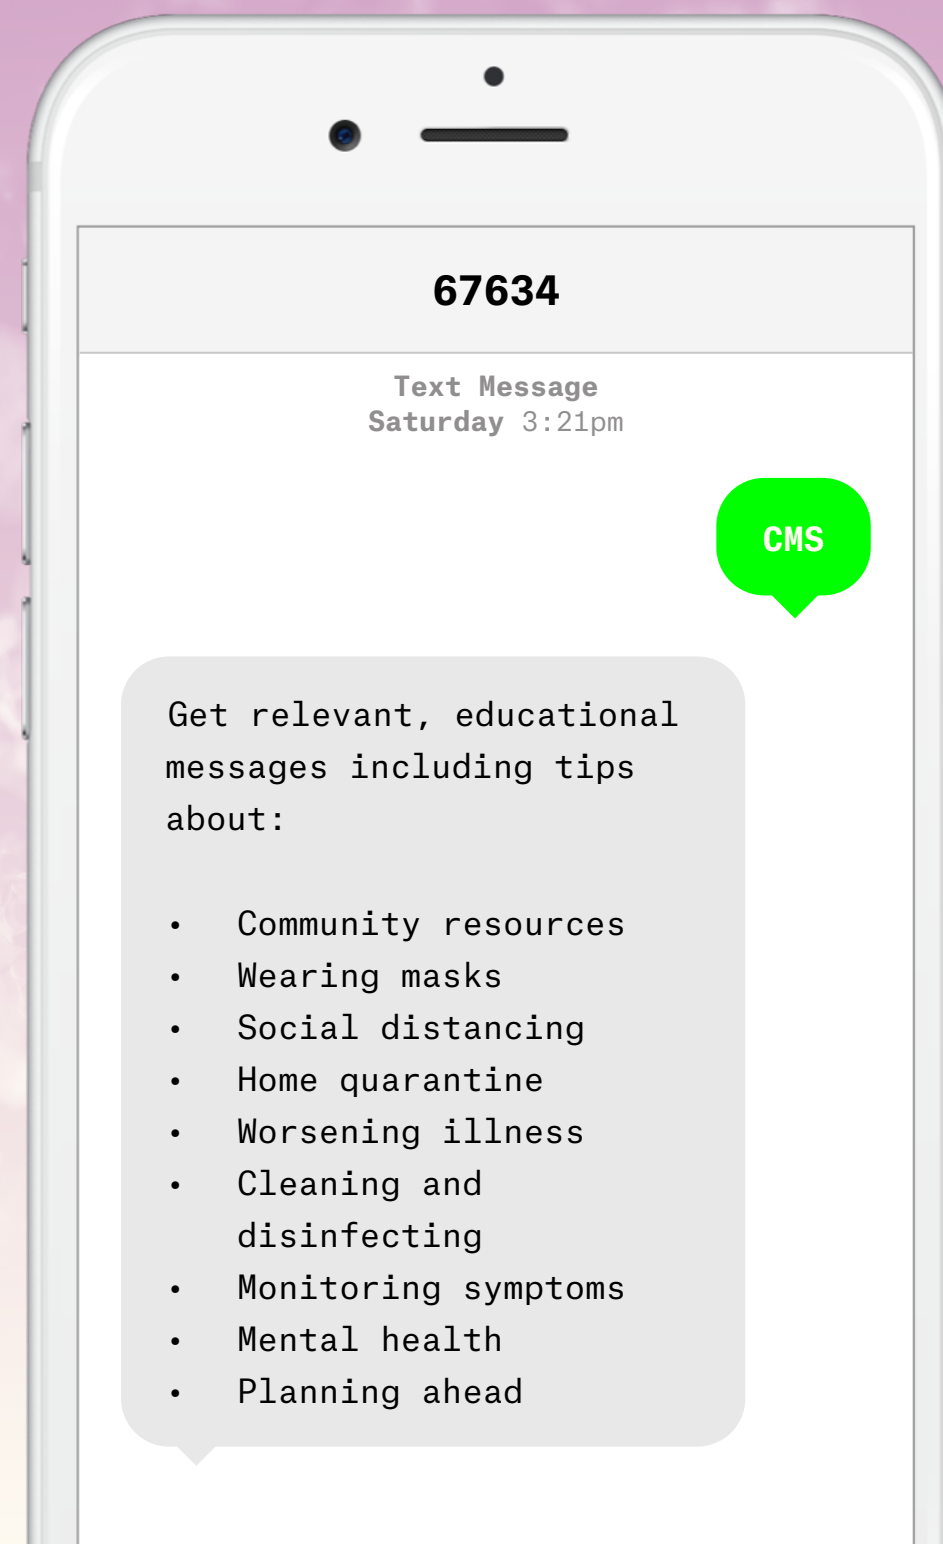 67634
Text Message
Saturday 3:21pm
CMS
Get relevant, educational
messages including tips
about:
• Community resources
• Wearing masks
• Social distancing
• Home quarantine
• Worsening illness
• Cleaning and
disinfecting
• Monitoring symptoms
• Mental health
• Planning ahead